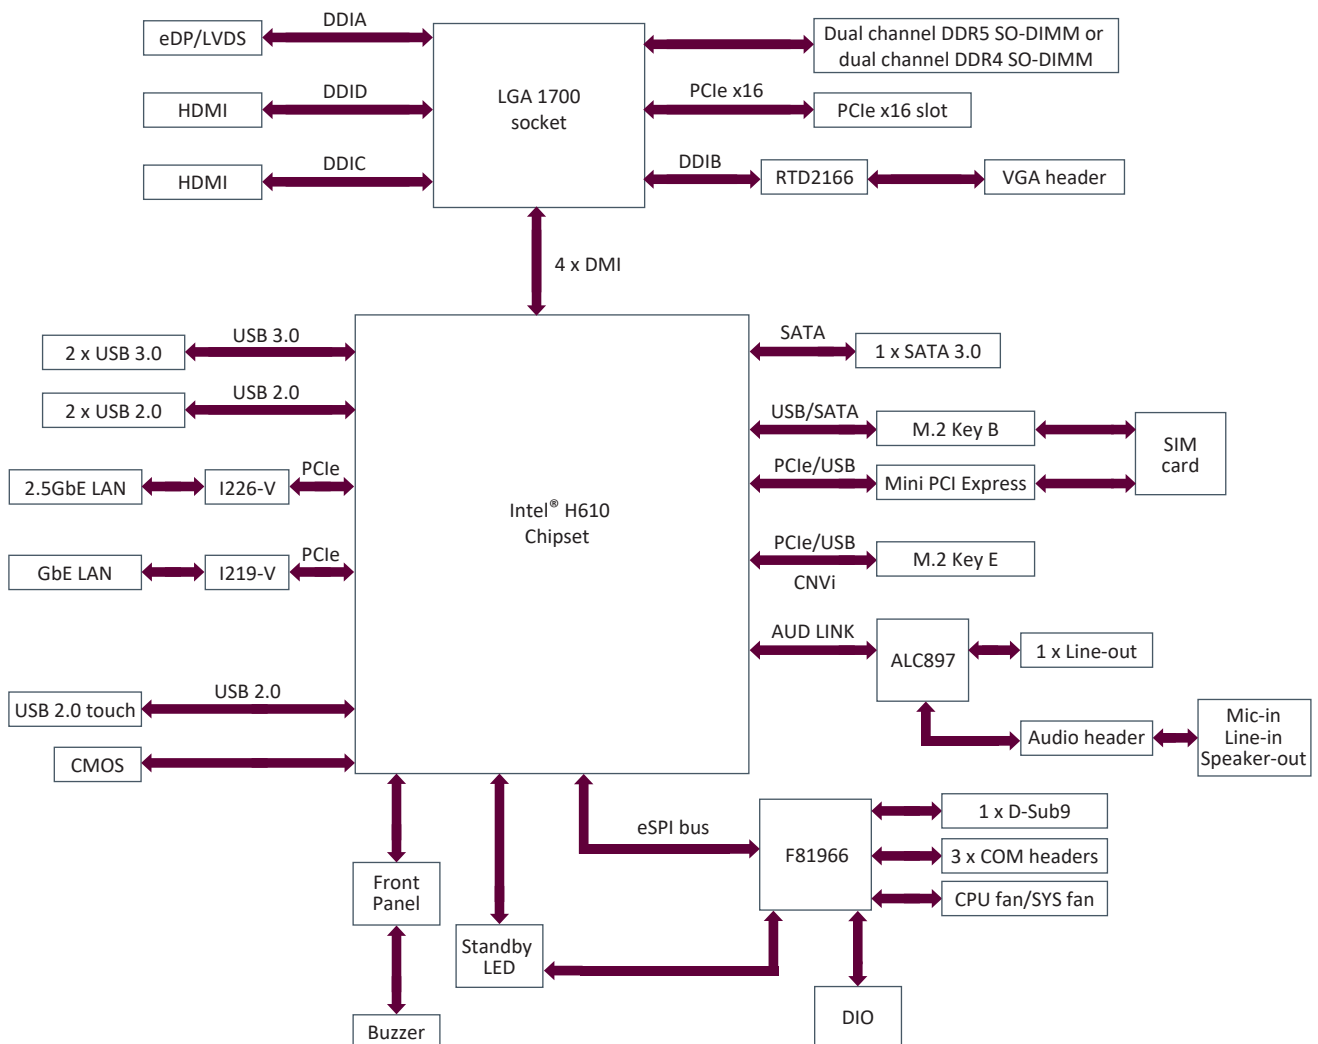 eDP/LVDS
DDIA
Dual channel DDR5 SO-DIMM or
dual channel DDR4 SO-DIMM
HDMI
DDID
LGA 1700
socket
PCIe x16
PCIe x16 slot
HDMI
DDIC
DDIB
RTD2166
VGA header
4 x DMI
2 x USB 3.0
USB 3.0
SATA
1 x SATA 3.0
2 x USB 2.0
USB 2.0
USB/SATA
M.2 Key B
SIM
card
2.5GbE LAN
I226-V
PCIe
PCIe/USB
Mini PCI Express
Intel® H610
Chipset
GbE LAN
I219-V
PCIe
PCIe/USB
CNVi
M.2 Key E
AUD LINK
ALC897
1 x Line-out
USB 2.0 touch
USB 2.0
Audio header
Mic-in
Line-in
Speaker-out
CMOS
eSPI bus
F81966
1 x D-Sub9
3 x COM headers
CPU fan/SYS fan
Front
Panel
Standby
LED
DIO
Buzzer